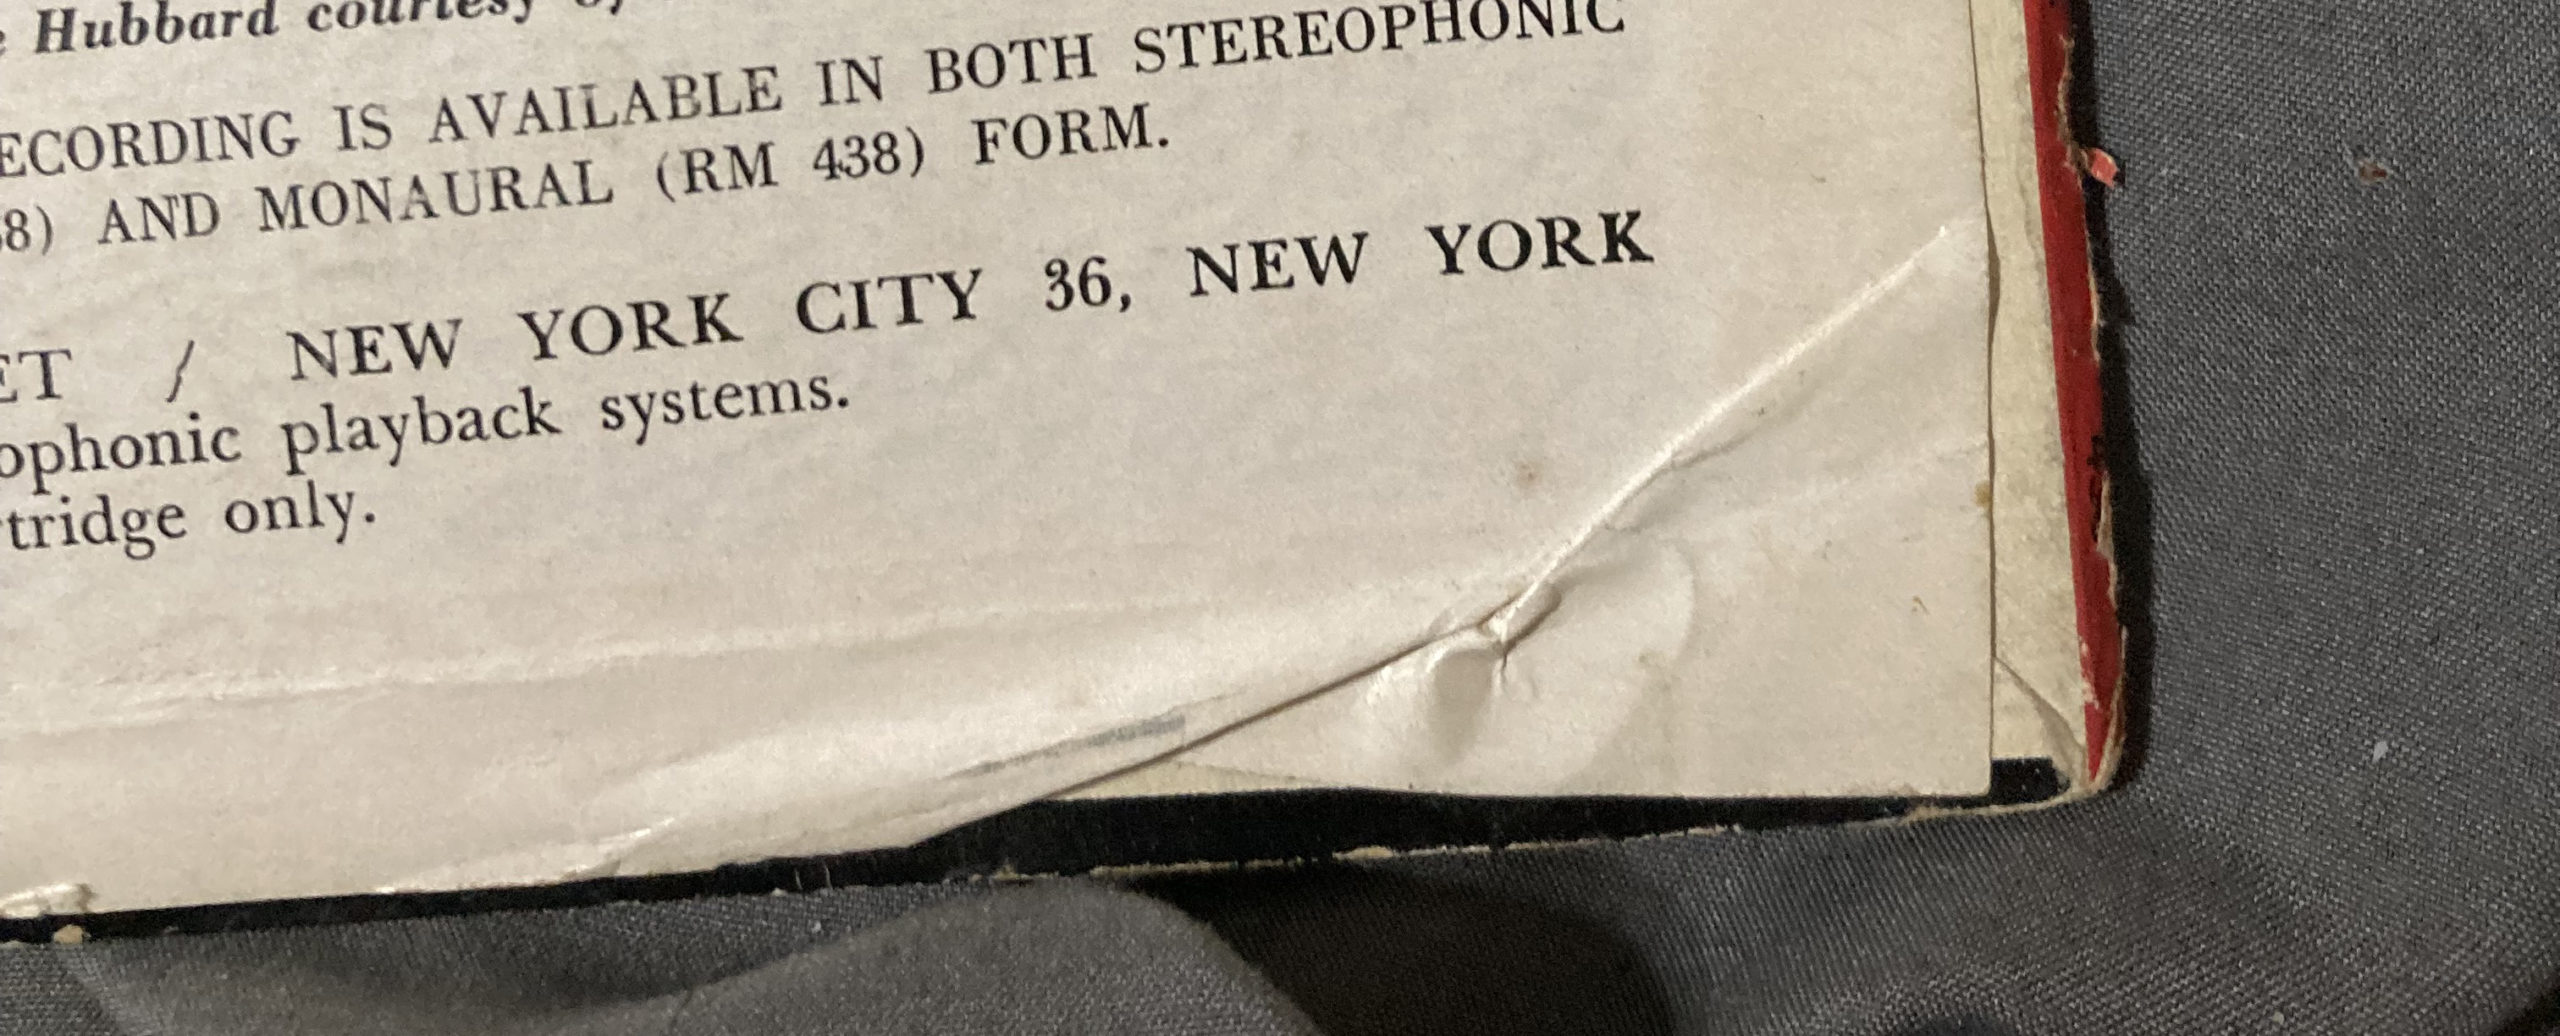 Hubbard courtesy
ECORDING IS AVAILABLE IN BOTH STEREOPHONIC
8) AND MONAURAL (RM 438) FORM.
ET / NEW YORK CITY 36, NEW YORK
ophonic playback systems.
tridge only.